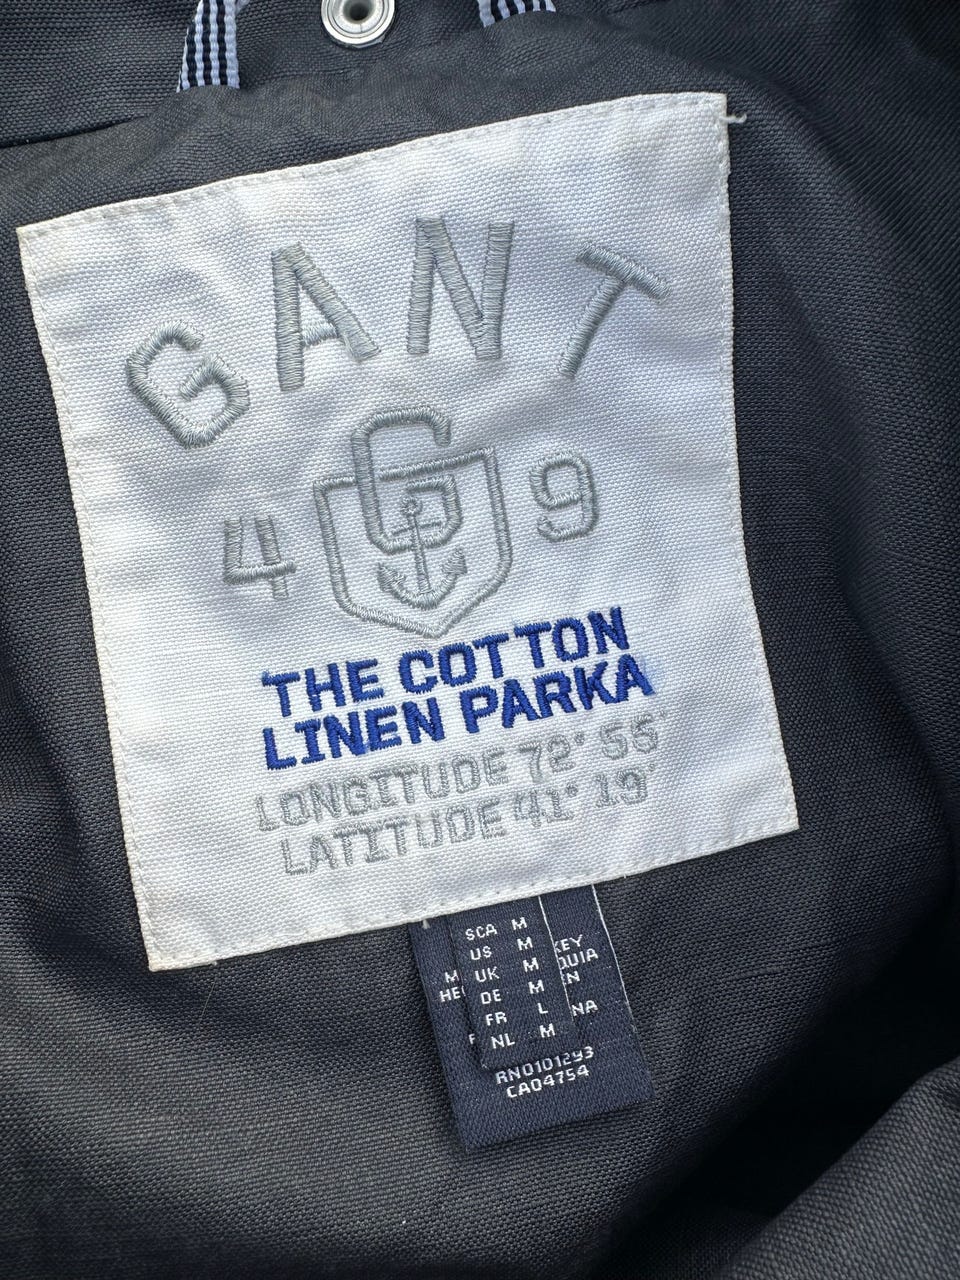 GANT
G
4 9
THE COTTON
LINEN PARKA
LONGITUDE 72° 55'
LATITUDE 41° 19'
SCA M
US M
UK M
DE M
FR L
NL M
RN0101293
CA04754